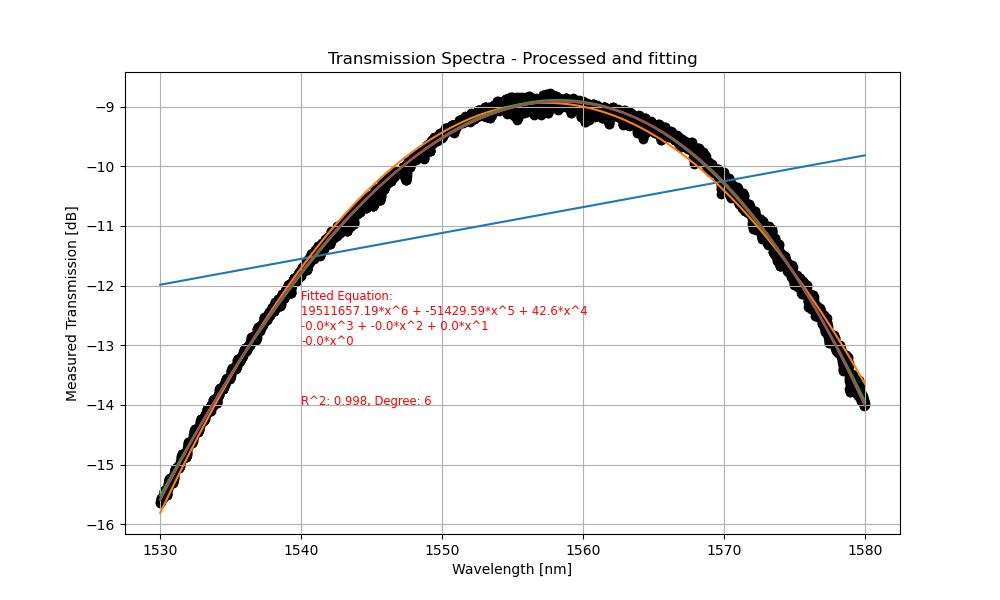 Transmission Spectra - Processed and fitting
Measured Transmission [dB]
−9
−10
−11
−12
−13
−14
−15
−16
Fitted Equation:
19511657.19*x^6 + -51429.59*x^5 + 42.6*x^4
-0.0*x^3 + -0.0*x^2 + 0.0*x^1
-0.0*x^0
R^2: 0.998, Degree: 6
1530 1540 1550 1560 1570 1580
Wavelength [nm]